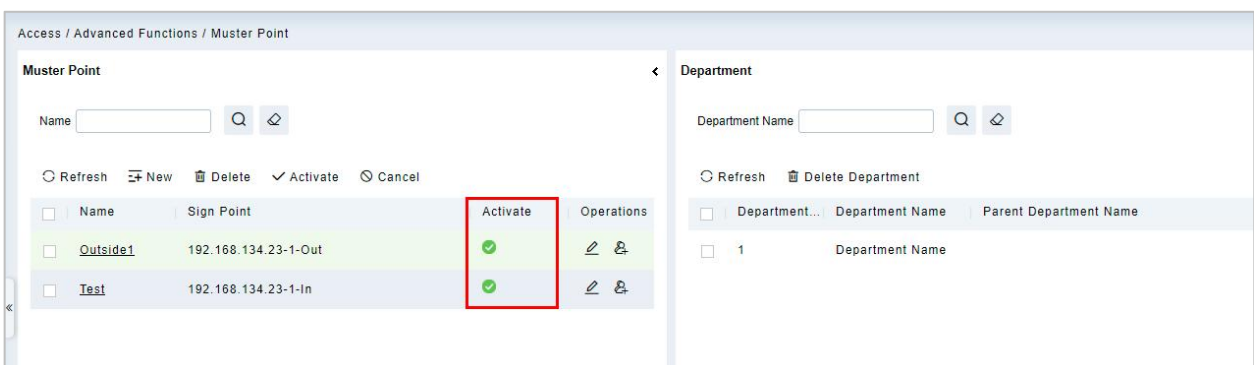 Access / Advanced Functions / Muster Point
Muster Point
Name
Refresh New Delete Activate Cancel
Name Sign Point Activate Operations
Outside1 192.168.134.23-1-Out
Test 192.168.134.23-1-In
Department
Department Name
Refresh Delete Department
Department... Department Name Parent Department Name
1 Department Name